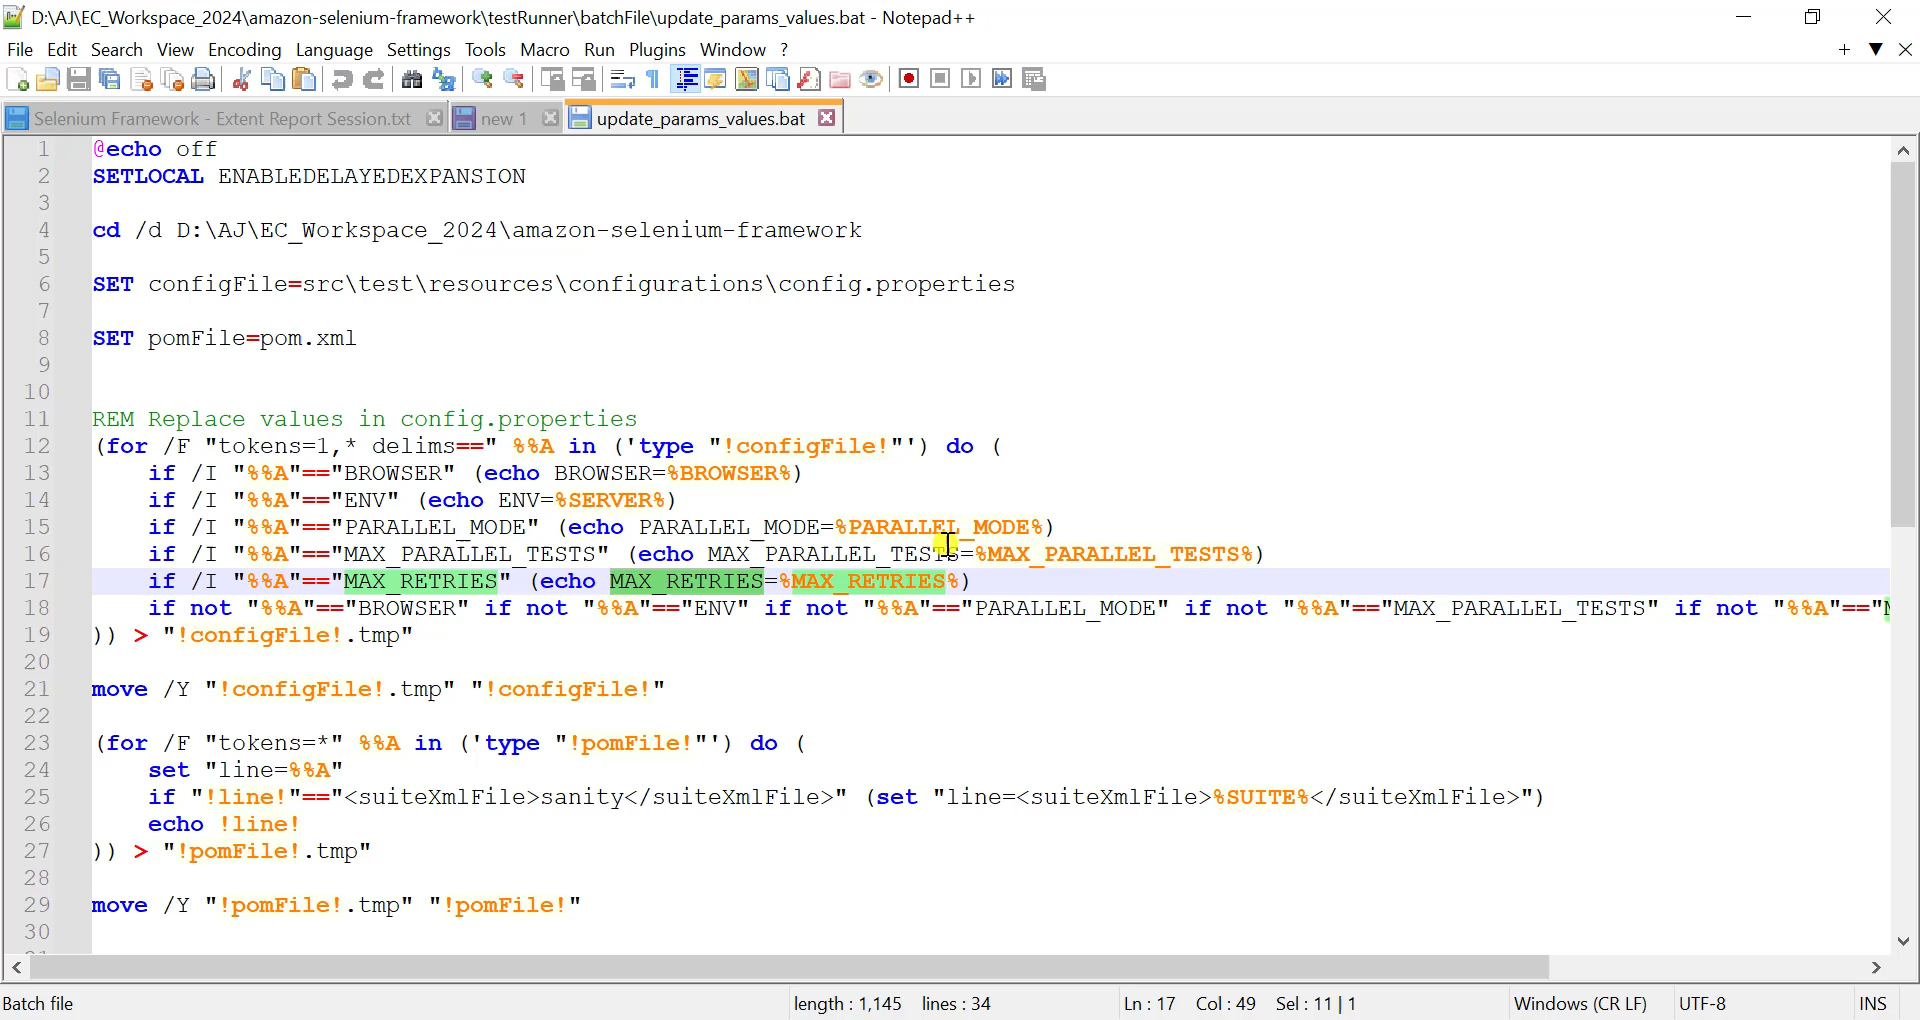 D:\AJ\EC_Workspace_2024\amazon-selenium-framework\testRunner\batchFile\update_params_values.bat - Notepad++
File Edit Search View Encoding Language Settings Tools Macro Run Plugins Window ?
Selenium Framework - Extent Report Session.txt new 1 update_params_values.bat
1 @echo off
2 SETLOCAL ENABLEDELAYEDEXPANSION
3
4 cd /d D:\AJ\EC_Workspace_2024\amazon-selenium-framework
5
6 SET configFile=src\test\resources\configurations\config.properties
7
8 SET pomFile=pom.xml
9
10
11 REM Replace values in config.properties
12 (for /F "tokens=1,* delims==" %%A in ('type "!configFile!"') do (
13 if /I "%%A"=="BROWSER" (echo BROWSER=%BROWSER%)
14 if /I "%%A"=="ENV" (echo ENV=%SERVER%)
15 if /I "%%A"=="PARALLEL_MODE" (echo PARALLEL_MODE=%PARALLEL_MODE%)
16 if /I "%%A"=="MAX_PARALLEL_TESTS" (echo MAX_PARALLEL_TESTS=%MAX_PARALLEL_TESTS%)
17 if /I "%%A"=="MAX_RETRIES" (echo MAX_RETRIES=%MAX_RETRIES%)
18 if not "%%A"=="BROWSER" if not "%%A"=="ENV" if not "%%A"=="PARALLEL_MODE" if not "%%A"=="MAX_PARALLEL_TESTS" if not "%%A"=="
19 )) > "!configFile!.tmp"
20
21 move /Y "!configFile!.tmp" "!configFile!"
22
23 (for /F "tokens=*" %%A in ('type "!pomFile!"') do (
24 set "line=%%A"
25 if "!line!"=="<suiteXmlFile>sanity</suiteXmlFile>" (set "line=<suiteXmlFile>%SUITE%</suiteXmlFile>")
26 echo !line!
27 )) > "!pomFile!.tmp"
28
29 move /Y "!pomFile!.tmp" "!pomFile!"
30
Batch file length : 1,145 lines : 34 Ln : 17 Col : 49 Sel : 11 | 1 Windows (CR LF) UTF-8 INS